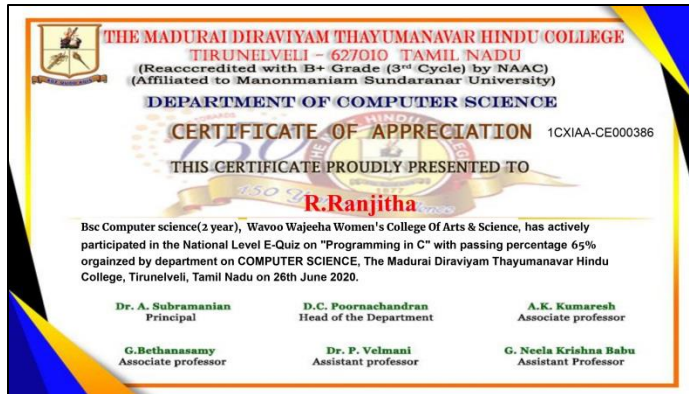 THE MADURAI DIRAVIYAM THAYUMANAVAR HINDU COLLEGE
TIRUNELVELI - 627010 TAMIL NADU
(Reacccredited with B+ Grade (3rd Cycle) by NAAC)
(Affiliated to Manonmaniam Sundaranar University)
DEPARTMENT OF COMPUTER SCIENCE
CERTIFICATE OF APPRECIATION 1CXIAA-CE000386
THIS CERTIFICATE PROUDLY PRESENTED TO
R.Ranjitha
Bsc Computer science(2 year), Wavoo Wajeeha Women's College Of Arts & Science, has actively
participated in the National Level E-Quiz on "Programming in C" with passing percentage 65%
orgainzed by department on COMPUTER SCIENCE, The Madurai Diraviyam Thayumanavar Hindu
College, Tirunelveli, Tamil Nadu on 26th June 2020.
Dr. A. Subramanian D.C. Poornachandran A.K. Kumaresh
Principal Head of the Department Associate professor
G.Bethanasamy Dr. P. Velmani G. Neela Krishna Babu
Associate professor Assistant professor Assistant Professor